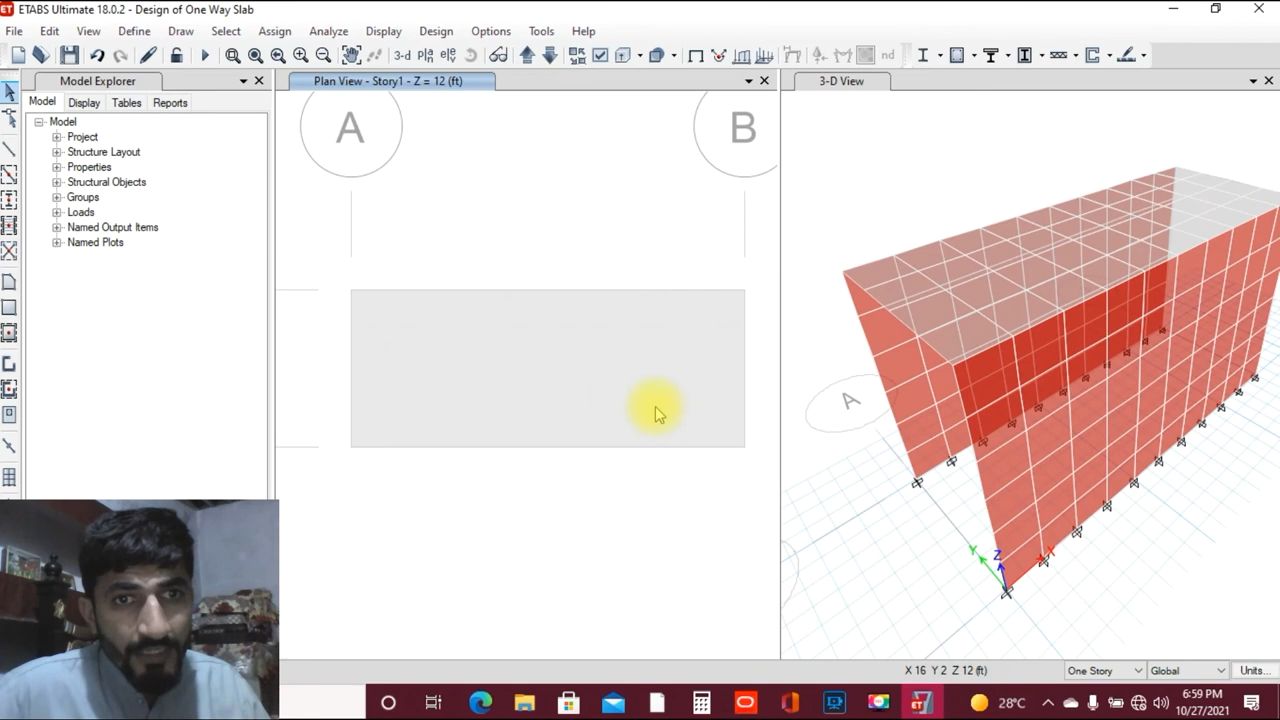 ETABS Ultimate 18.0.2 - Design of One Way Slab
File Edit View Define Draw Select Assign Analyze Display Design Options Tools Help
3-d nd
Model Explorer
Plan View - Story1 - Z = 12 (ft)
3-D View
Model Display Tables Reports
Model
Project
Structure Layout
Properties
Structural Objects
Groups
Loads
Named Output Items
Named Plots
A B
A
Y Z X
X 16 Y 2 Z 12 (ft) One Story Global Units...
28°C
6:59 PM
10/27/2021